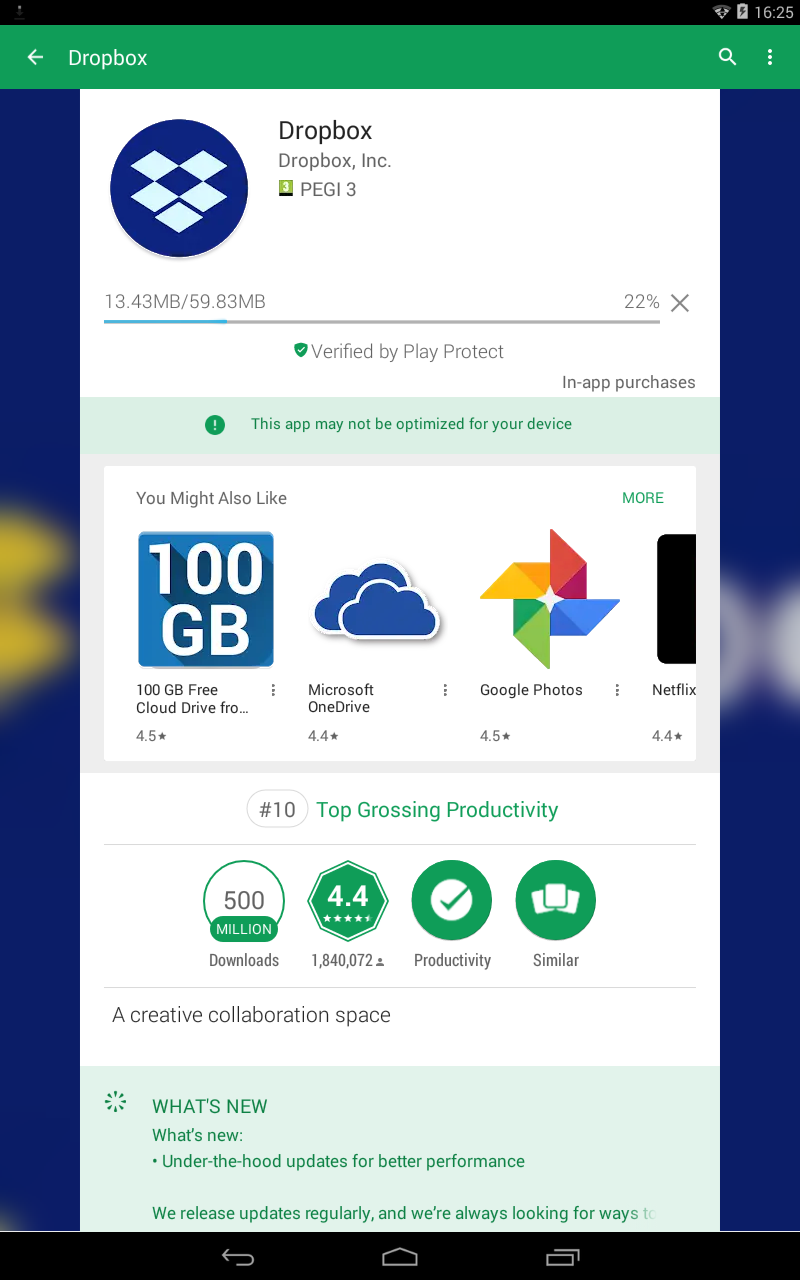 16:25
Dropbox
Dropbox
Dropbox, Inc.
3 PEGI 3
13.43MB/59.83MB 22%
Verified by Play Protect
In-app purchases
This app may not be optimized for your device
You Might Also Like MORE
100
GB
100 GB Free
Cloud Drive fro…
4.5
Microsoft
OneDrive
4.4
Google Photos
4.5
Netflix
4.4
#10 Top Grossing Productivity
500
MILLION
Downloads
4.4
1,840,072
Productivity
Similar
A creative collaboration space
WHAT'S NEW
What's new:
• Under-the-hood updates for better performance
We release updates regularly, and we're always looking for ways to